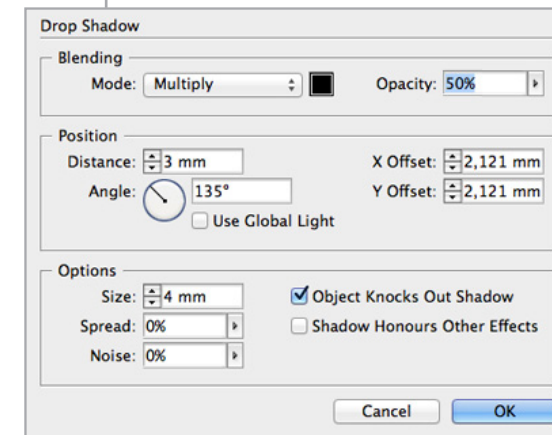 Drop Shadow
Blending
Mode: Multiply Opacity: 50%
Position
Distance: 3 mm X Offset: 2,121 mm
Angle: 135° Y Offset: 2,121 mm
Use Global Light
Options
Size: 4 mm Object Knocks Out Shadow
Spread: 0% Shadow Honours Other Effects
Noise: 0%
Cancel OK